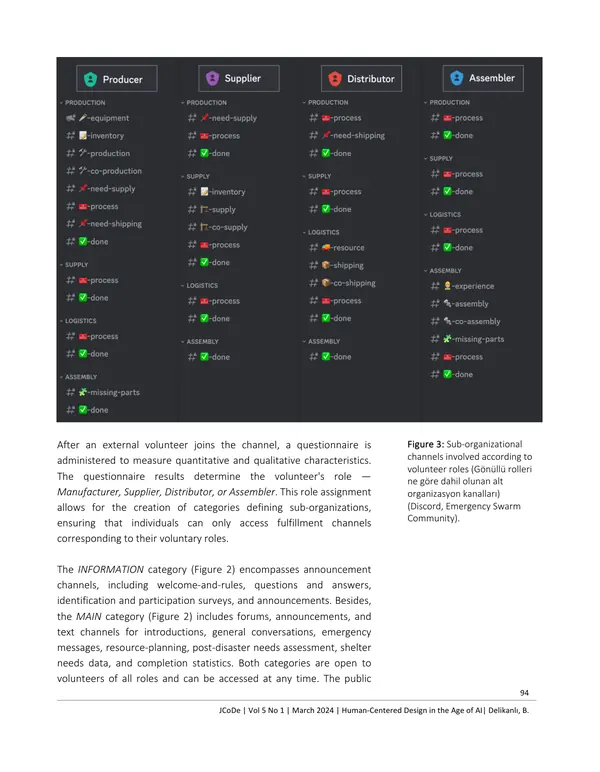 Producer
PRODUCTION
-equipment
-inventory
-production
-co-production
-need-supply
-process
-need-shipping
-done
SUPPLY
-process
-done
LOGISTICS
-process
-done
ASSEMBLY
-missing-parts
-done
Supplier
PRODUCTION
-need-supply
-process
-done
SUPPLY
-inventory
-supply
-co-supply
-process
-done
LOGISTICS
-process
-done
ASSEMBLY
-done
Distributor
PRODUCTION
-process
-need-shipping
-done
SUPPLY
-process
-done
LOGISTICS
-resource
-shipping
-co-shipping
-process
-done
ASSEMBLY
-done
Assembler
PRODUCTION
-process
-done
SUPPLY
-process
-done
LOGISTICS
-process
-done
ASSEMBLY
-experience
-assembly
-co-assembly
-missing-parts
-process
-done
After an external volunteer joins the channel, a questionnaire is
administered to measure quantitative and qualitative characteristics.
The questionnaire results determine the volunteer's role —
Manufacturer, Supplier, Distributor, or Assembler. This role assignment
allows for the creation of categories defining sub-organizations,
ensuring that individuals can only access fulfillment channels
corresponding to their voluntary roles.
The INFORMATION category (Figure 2) encompasses announcement
channels, including welcome-and-rules, questions and answers,
identification and participation surveys, and announcements. Besides,
the MAIN category (Figure 2) includes forums, announcements, and
text channels for introductions, general conversations, emergency
messages, resource-planning, post-disaster needs assessment, shelter
needs data, and completion statistics. Both categories are open to
volunteers of all roles and can be accessed at any time. The public
Figure 3: Sub-organizational
channels involved according to
volunteer roles (Gönüllü rolleri
ne göre dahil olunan alt
organizasyon kanalları)
(Discord, Emergency Swarm
Community).
94
JCoDe | Vol 5 No 1 | March 2024 | Human-Centered Design in the Age of AI| Delikanlı, B.